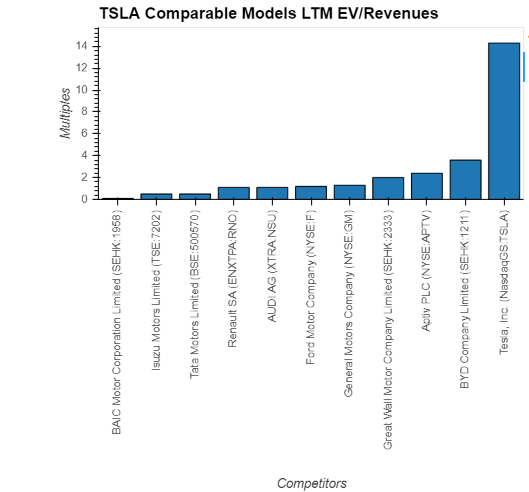 TSLA Comparable Models LTM EV/Revenues
Multiples
14
12
10
8
6
4
2
0
BAIC Motor Corporation Limited (SEHK:1958)
Isuzu Motors Limited (TSE:7202)
Tata Motors Limited (BSE:500570)
Renault SA (ENXTPA:RNO)
AUDI AG (XTRA:NSU)
Ford Motor Company (NYSE:F)
General Motors Company (NYSE:GM)
Great Wall Motor Company Limited (SEHK:2333)
Aptiv PLC (NYSE:APTV)
BYD Company Limited (SEHK:1211)
Tesla, Inc. (NasdaqGS:TSLA)
Competitors